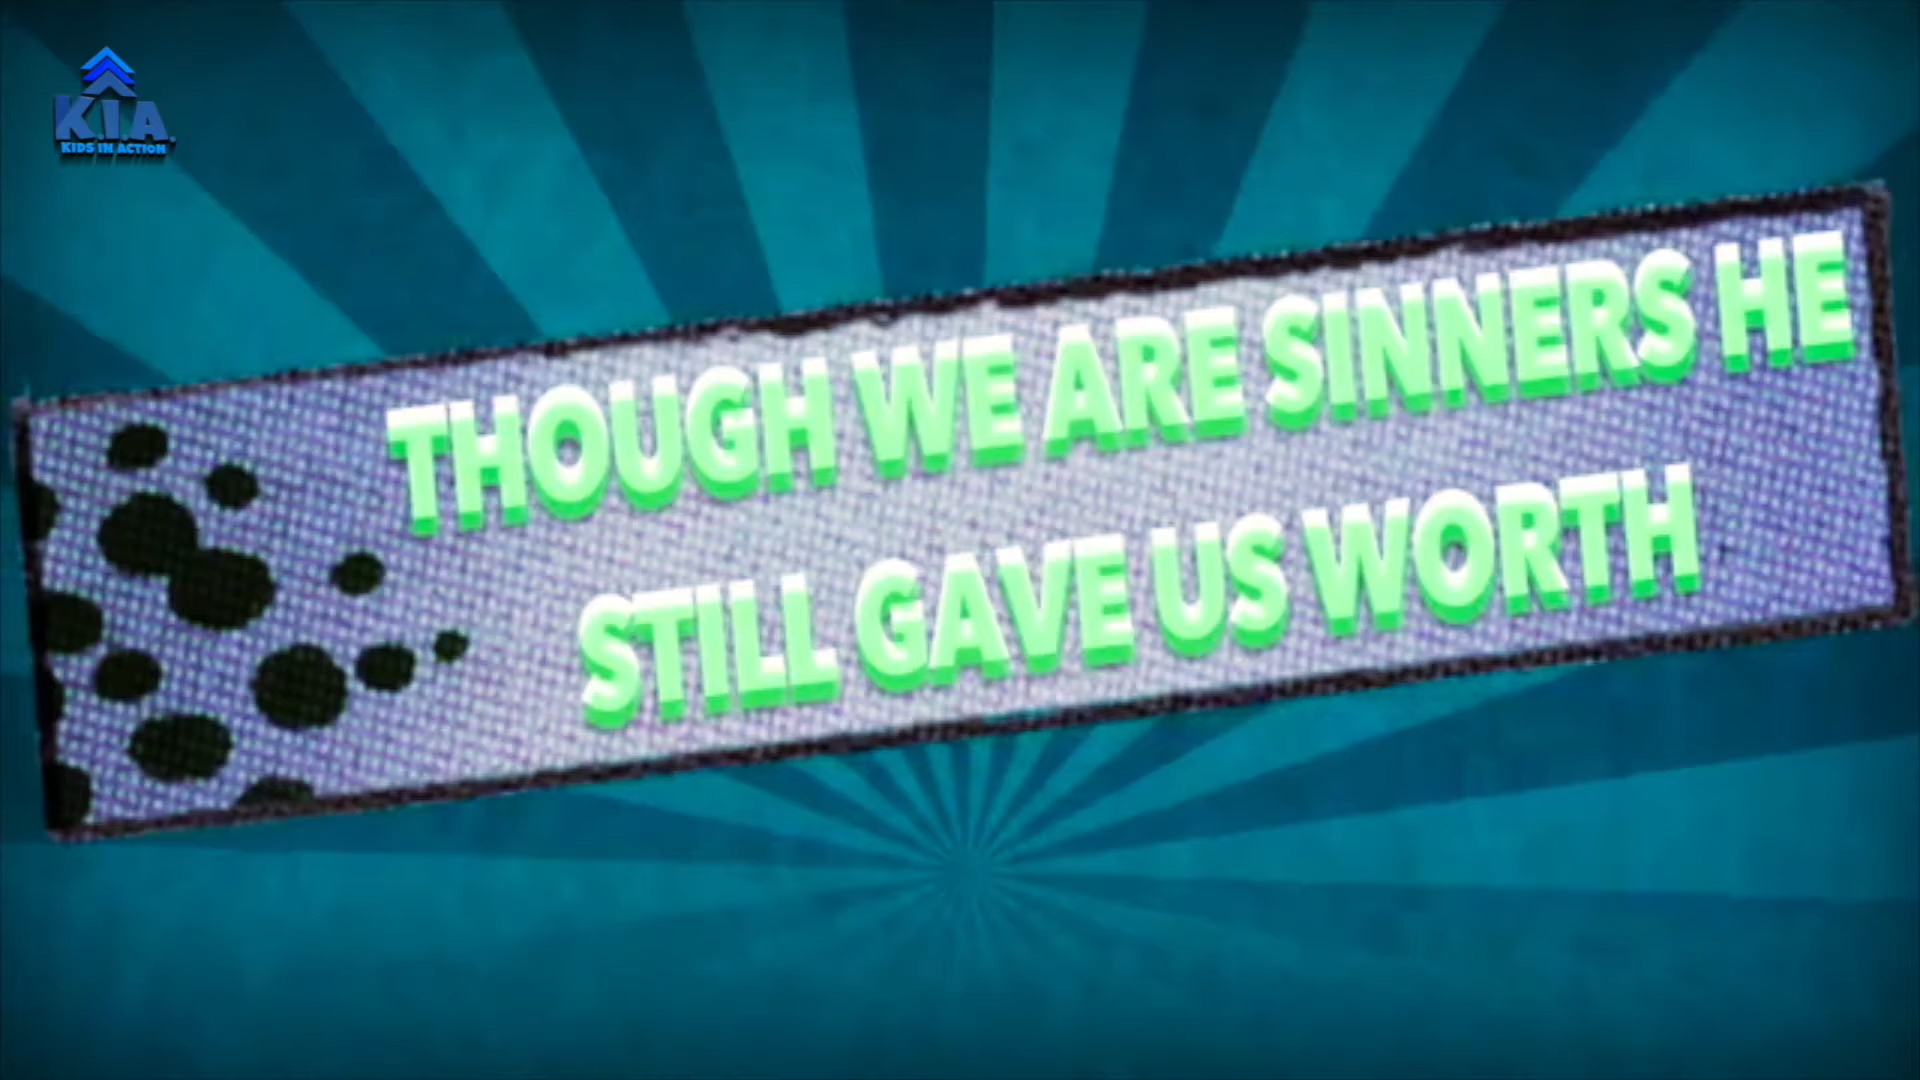 K.I.A.
KIDS IN ACTION
THOUGH WE ARE SINNERS HE
STILL GAVE US WORTH